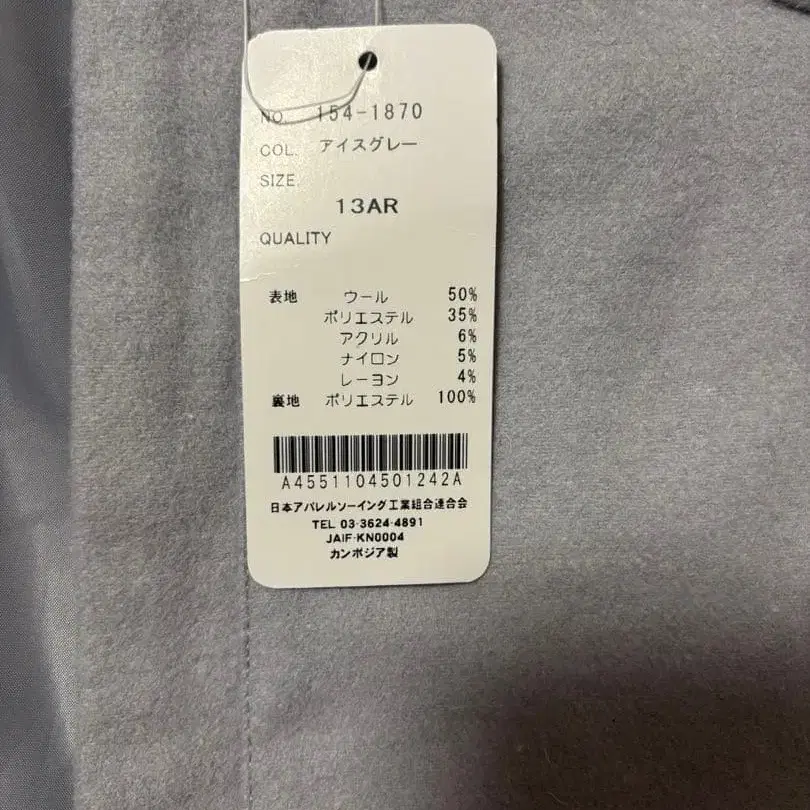 NO. 154-1870
COL. アイスグレー
SIZE.
13AR
QUALITY
表地 ウール 50%
ポリエステル 35%
アクリル 6%
ナイロン 5%
レーヨン 4%
裏地 ポリエステル 100%
A4551104501242A
日本アパレルソーイング工業組合連合会
TEL 03-3624-4891
JAIF-KN0004
カンボジア製